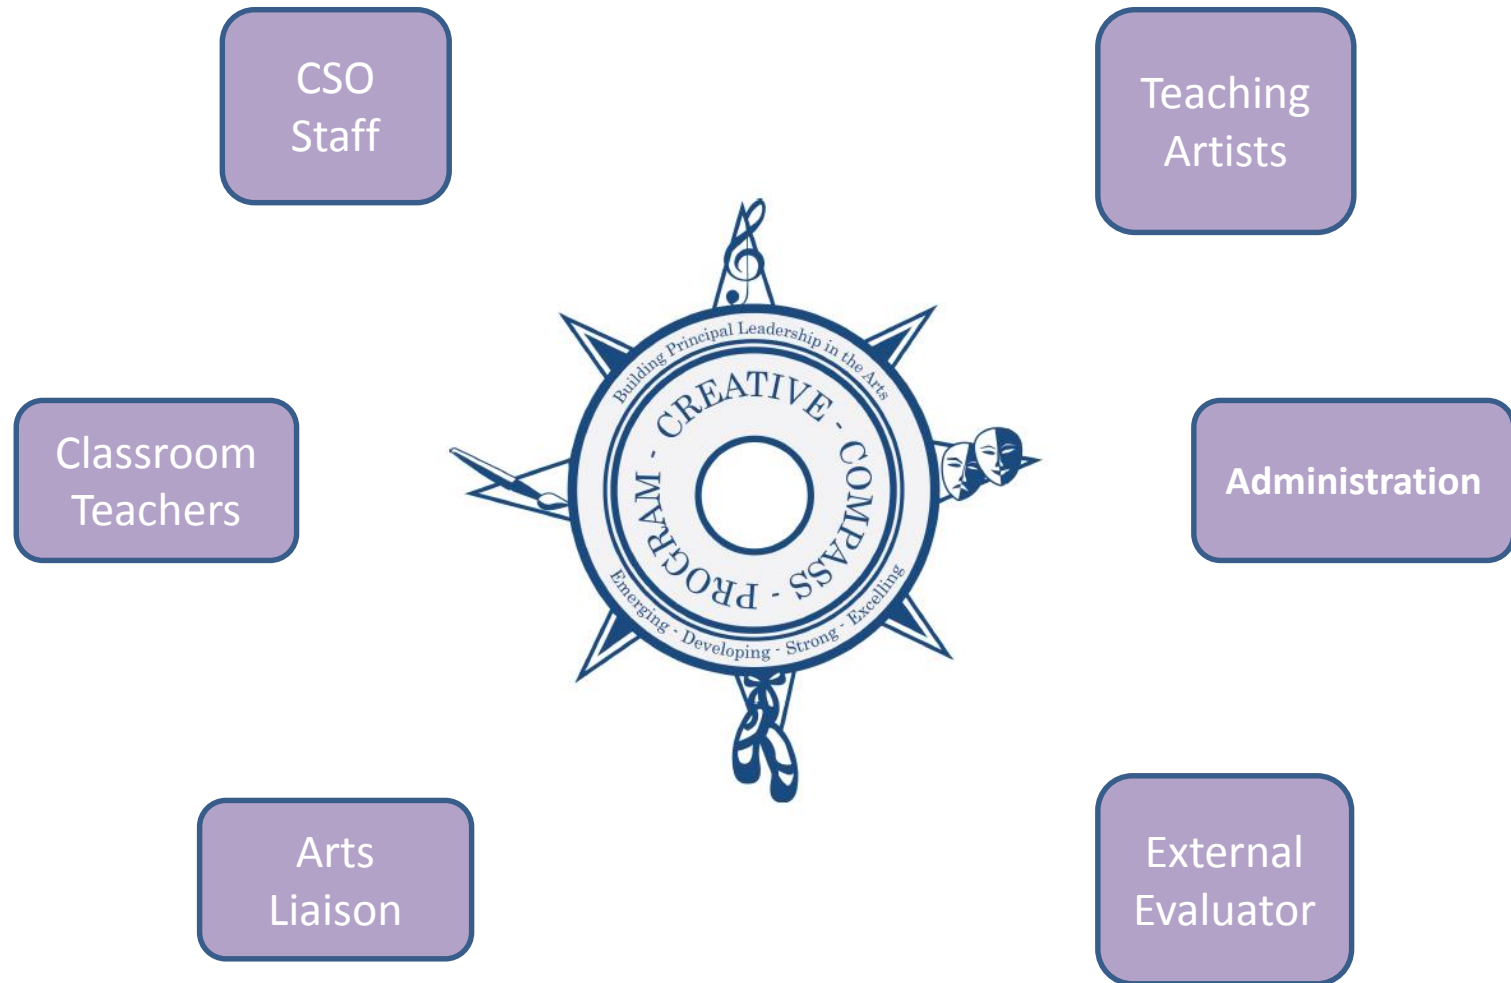 CSO
Staff
Teaching
Artists
Building Principal Leadership in the Arts
CREATIVE - COMPASS - PROGRAM -
Emerging - Developing - Strong - Excelling
Classroom
Teachers
Administration
Arts
Liaison
External
Evaluator